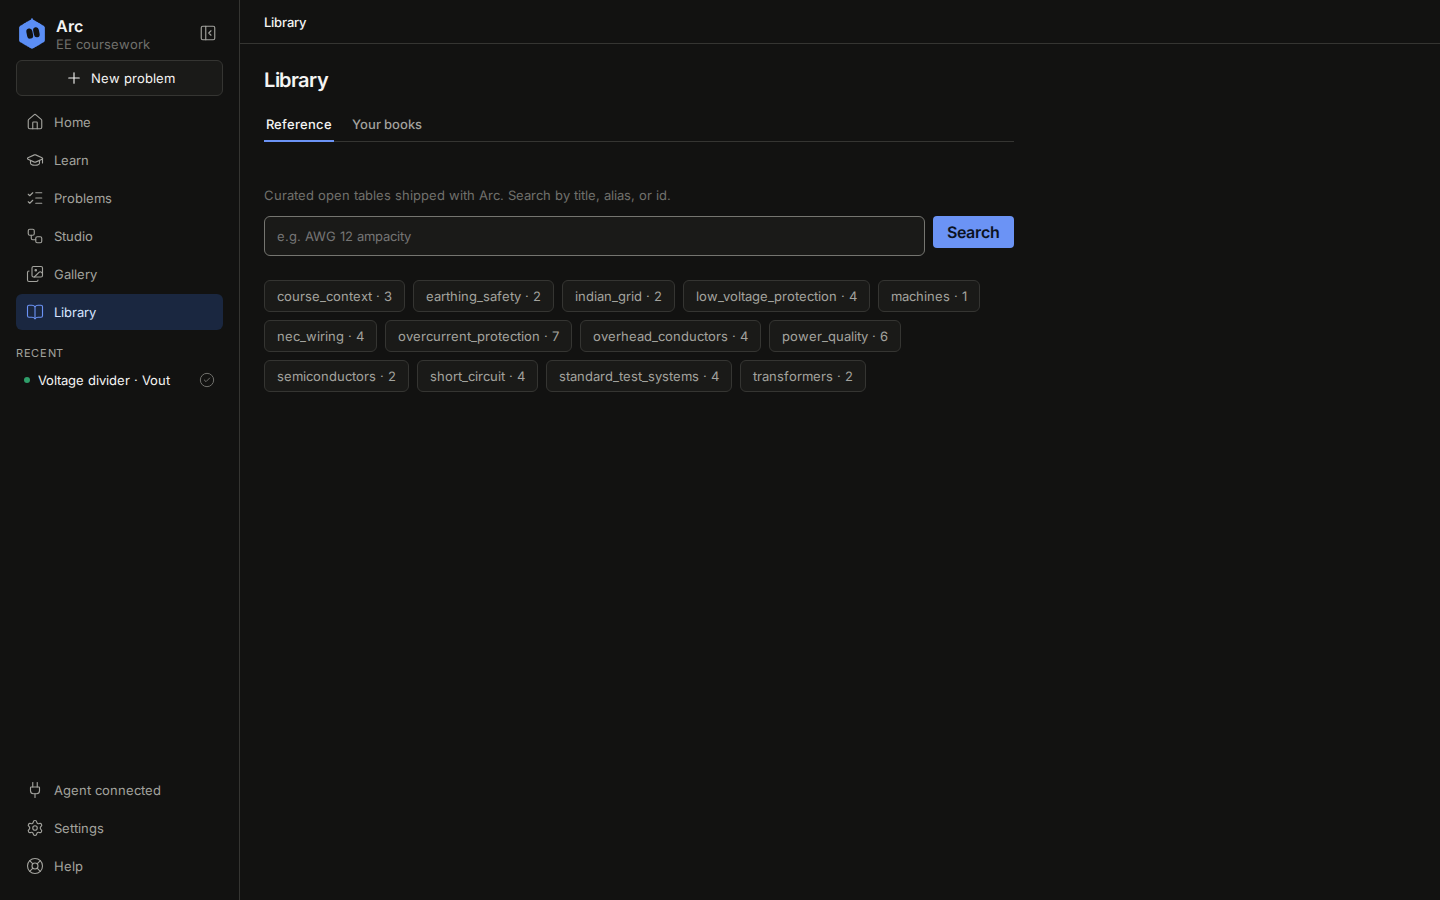 Arc
EE coursework
New problem
Home
Learn
Problems
Studio
Gallery
Library
RECENT
Voltage divider · Vout
Agent connected
Settings
Help
Library
Library
Reference Your books
Curated open tables shipped with Arc. Search by title, alias, or id.
e.g. AWG 12 ampacity Search
course_context · 3 earthing_safety · 2 indian_grid · 2 low_voltage_protection · 4 machines · 1
nec_wiring · 4 overcurrent_protection · 7 overhead_conductors · 4 power_quality · 6
semiconductors · 2 short_circuit · 4 standard_test_systems · 4 transformers · 2